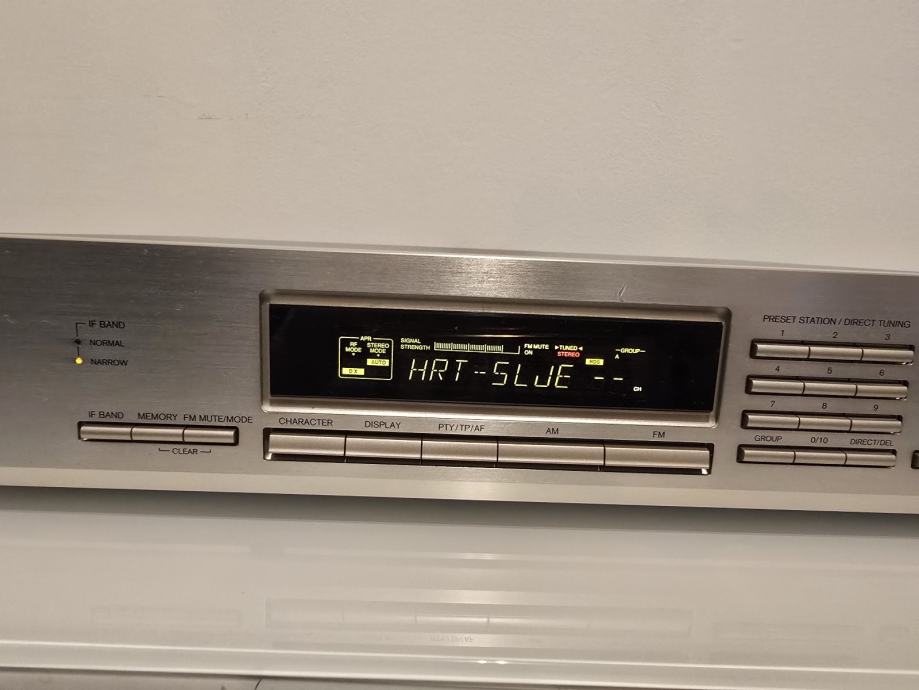 IF BAND
NORMAL
NARROW
IF BAND MEMORY FM MUTE/MODE
CLEAR
APR
RF MODE
STEREO MODE
AUTO
DX
SIGNAL STRENGTH
FM MUTE ON
TUNED
STEREO
RDS
GROUP
A
HRT-SLJE --
CH
CHARACTER DISPLAY PTY/TP/AF AM FM
PRESET STATION / DIRECT TUNING
1 2 3
4 5 6
7 8 9
GROUP 0/10 DIRECT/DEL